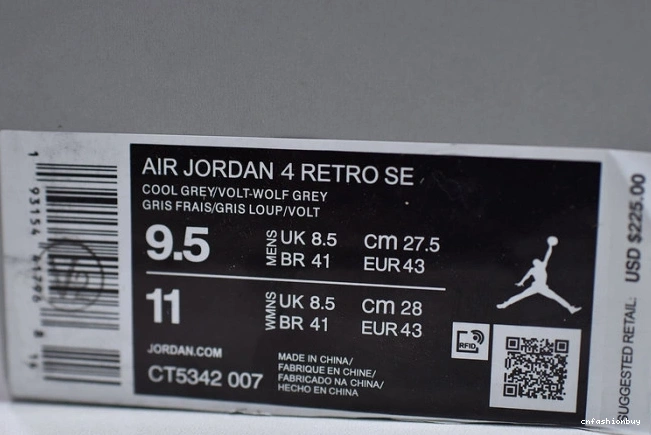 AIR JORDAN 4 RETRO SE
COOL GREY/VOLT-WOLF GREY
GRIS FRAIS/GRIS LOUP/VOLT
9.5 MENS UK 8.5 cm 27.5
BR 41 EUR 43
11 WMNS UK 8.5 cm 28
BR 41 EUR 43
JORDAN.COM
CT5342 007
MADE IN CHINA/
FABRIQUE EN CHINE/
FABRICADO NA CHINA/
HECHO EN CHINA
RFID
SUGGESTED RETAIL: USD $225.00
cnfashionbuy